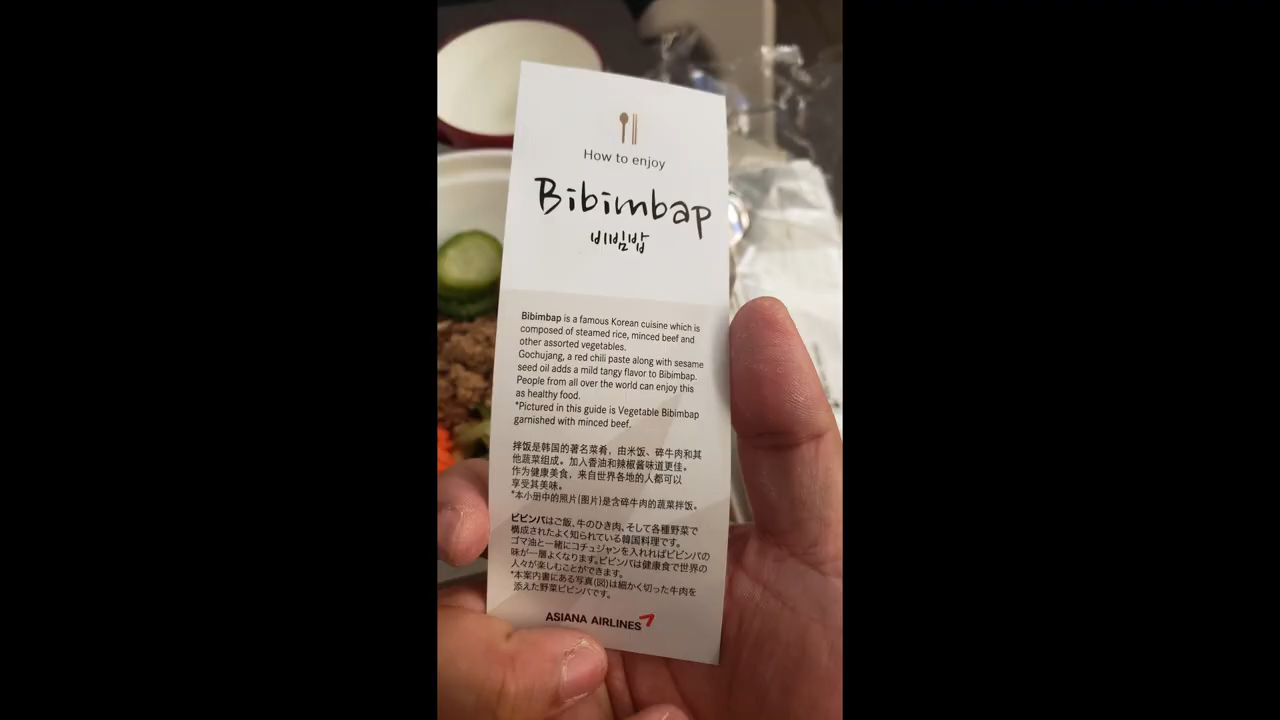 How to enjoy
Bibimbap
비빔밥
Bibimbap is a famous Korean cuisine which is
composed of steamed rice, minced beef and
other assorted vegetables.
Gochujang, a red chili paste along with sesame
seed oil adds a mild tangy flavor to Bibimbap.
People from all over the world can enjoy this
as healthy food.
*Pictured in this guide is Vegetable Bibimbap
garnished with minced beef.
拌饭是韩国的著名菜肴，由米饭、碎牛肉和其
他蔬菜组成。加入香油和辣椒酱味道更佳。
作为健康美食，来自世界各地的人都可以
享受其美味。
*本小册中的照片(图片)是含碎牛肉的蔬菜拌饭。
ビビンバはご飯、牛のひき肉、そして各種野菜で
構成されたよく知られている韓国料理です。
ゴマ油と一緒にコチュジャンを入れればビビンバの
味が一層よくなります。ビビンバは健康食で世界の
人々が楽しむことができます。
*本案内書にある写真(図)は細かく切った牛肉を
添えた野菜ビビンバです。
ASIANA AIRLINES